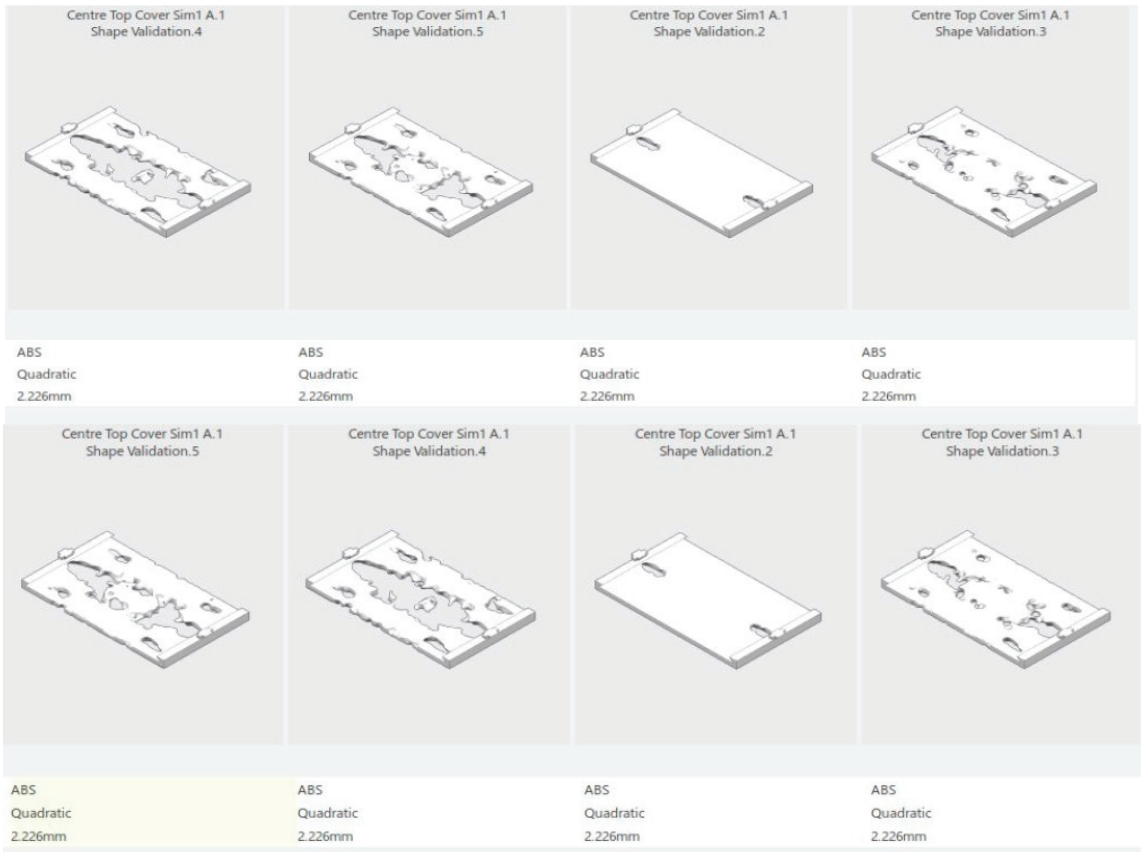 Centre Top Cover Sim1 A.1
Shape Validation.4
Centre Top Cover Sim1 A.1
Shape Validation.5
Centre Top Cover Sim1 A.1
Shape Validation.2
Centre Top Cover Sim1 A.1
Shape Validation.3
ABS
Quadratic
2.226mm
ABS
Quadratic
2.226mm
ABS
Quadratic
2.226mm
ABS
Quadratic
2.226mm
Centre Top Cover Sim1 A.1
Shape Validation.5
Centre Top Cover Sim1 A.1
Shape Validation.4
Centre Top Cover Sim1 A.1
Shape Validation.2
Centre Top Cover Sim1 A.1
Shape Validation.3
ABS
Quadratic
2.226mm
ABS
Quadratic
2.226mm
ABS
Quadratic
2.226mm
ABS
Quadratic
2.226mm